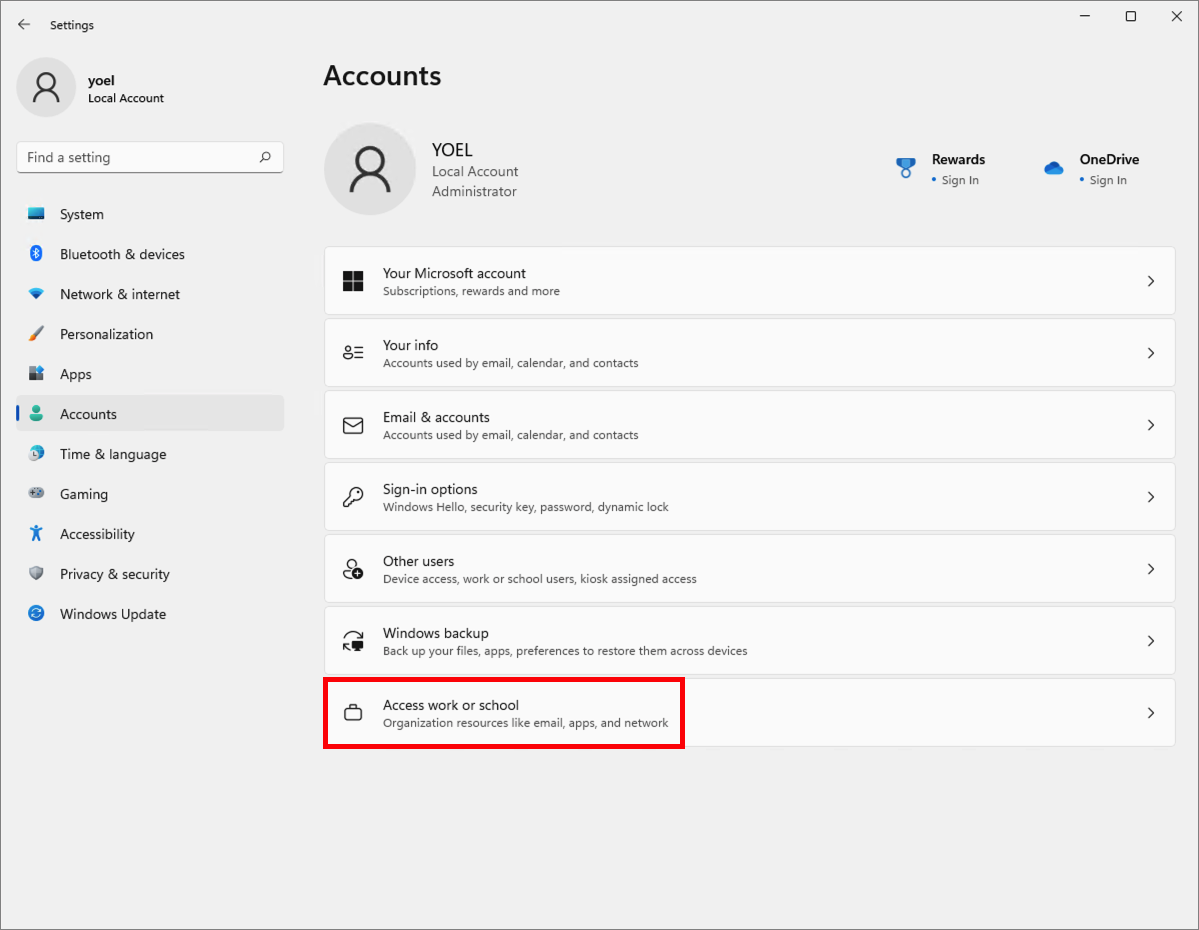 Settings
yoel
Local Account
Find a setting
System
Bluetooth & devices
Network & internet
Personalization
Apps
Accounts
Time & language
Gaming
Accessibility
Privacy & security
Windows Update
Accounts
YOEL
Local Account
Administrator
Rewards
• Sign In
OneDrive
• Sign In
Your Microsoft account
Subscriptions, rewards and more
Your info
Accounts used by email, calendar, and contacts
Email & accounts
Accounts used by email, calendar, and contacts
Sign-in options
Windows Hello, security key, password, dynamic lock
Other users
Device access, work or school users, kiosk assigned access
Windows backup
Back up your files, apps, preferences to restore them across devices
Access work or school
Organization resources like email, apps, and network